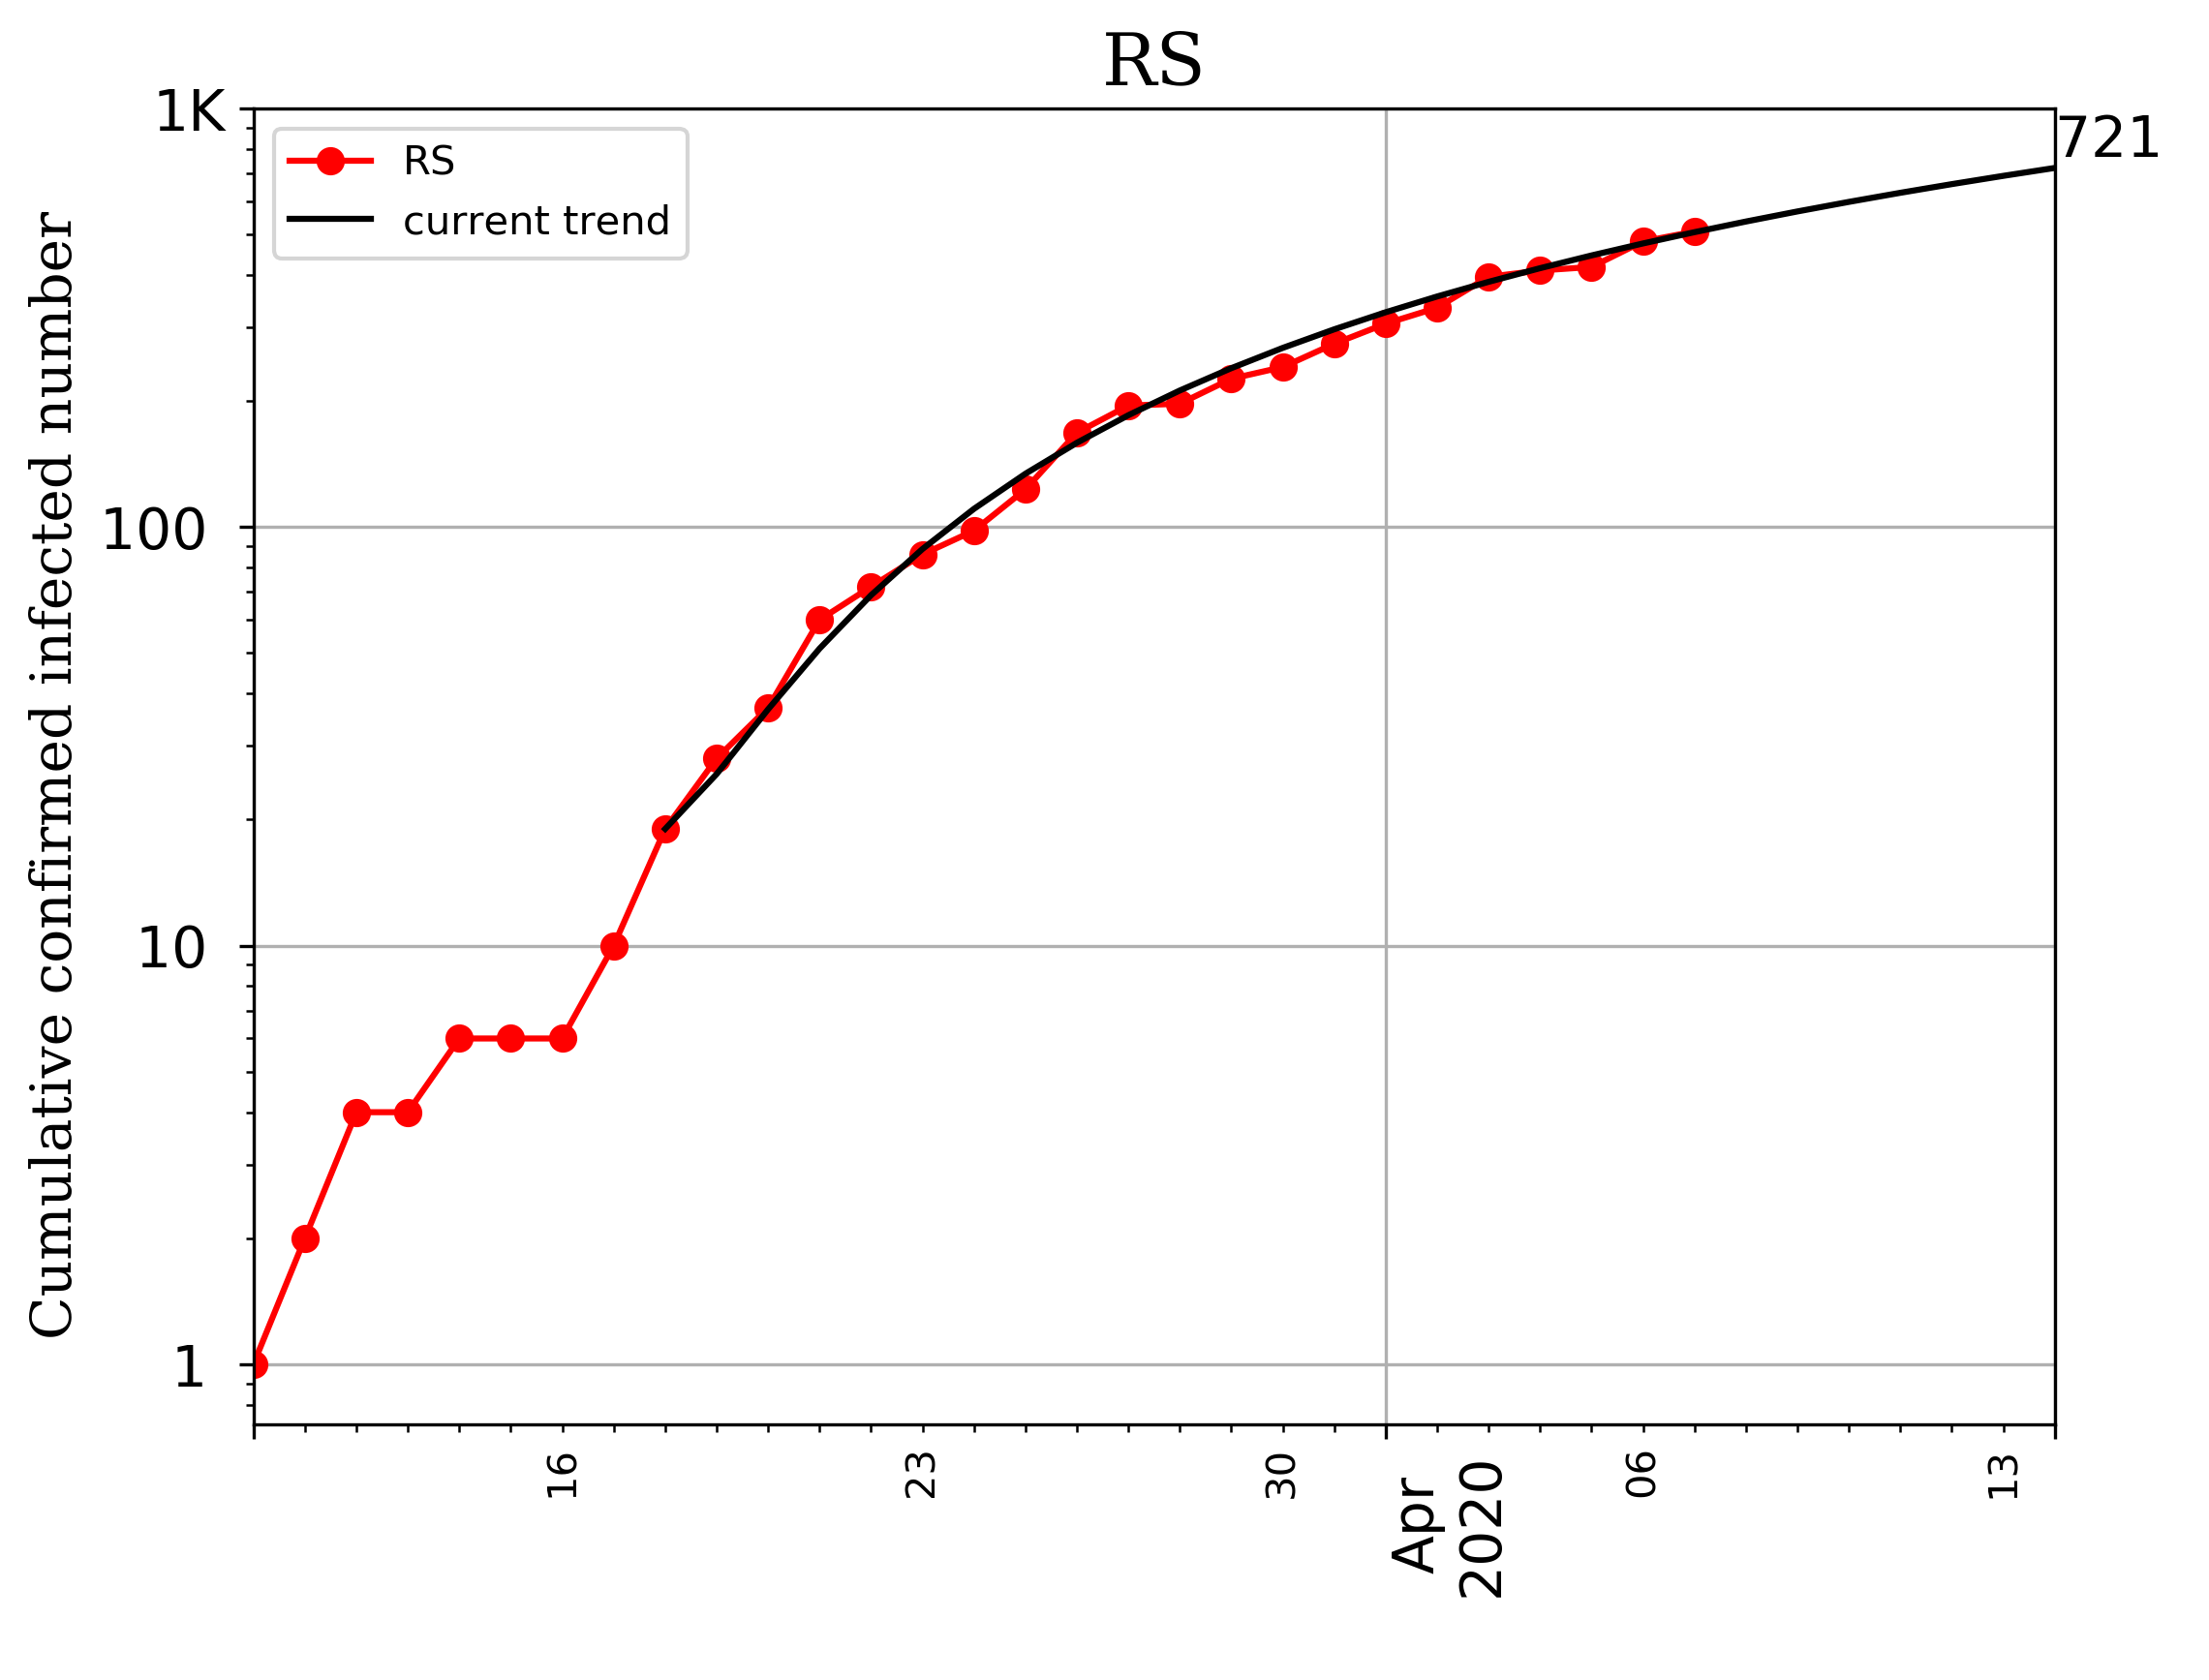 RS
1K
721
RS
current trend
Cumulative confirmed infected number
100
10
1
16
23
30
Apr
2020
06
13